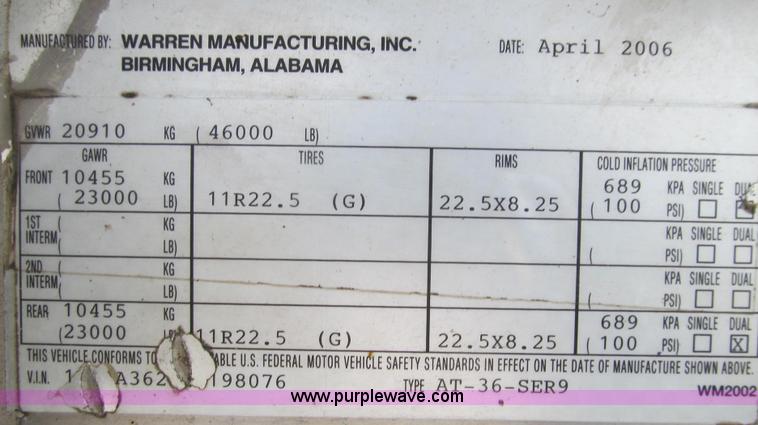 MANUFACTURED BY: WARREN MANUFACTURING, INC. DATE: April 2006
BIRMINGHAM, ALABAMA
GVWR 20910 KG ( 46000 LB)
GAWR TIRES RIMS COLD INFLATION PRESSURE
FRONT 10455 KG 689 KPA SINGLE DUAL
( 23000 LB) 11R22.5 (G) 22.5X8.25 ( 100 PSI)
1ST INTERM ( KG KPA SINGLE DUAL
( LB) ( PSI)
2ND INTERM ( KG KPA SINGLE DUAL
LB) PSI)
REAR 10455 KG 689 KPA SINGLE DUAL
(23000 11R22.5 (G) 22.5X8.25 ( 100 PSI) X
THIS VEHICLE CONFORMS TO U.S. FEDERAL MOTOR VEHICLE SAFETY STANDARDS IN EFFECT ON THE DATE OF MANUFACTURE SHOWN ABOVE.
V.I.N. 1 A362 198076 TYPE AT-36-SER9 WM2002
www.purplewave.com